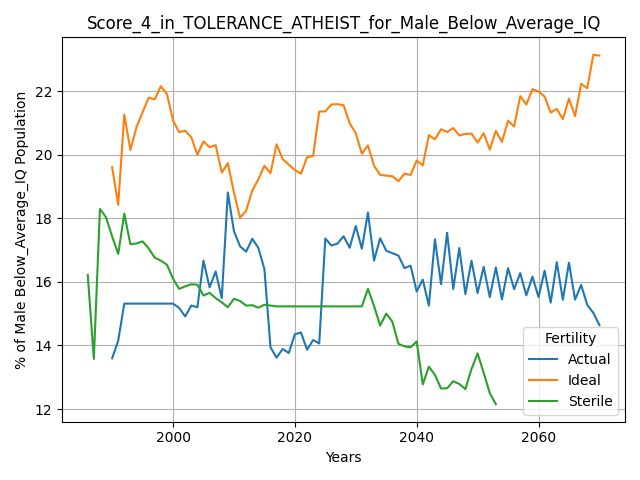 Score_4_in_TOLERANCE_ATHEIST_for_Male_Below_Average_IQ
% of Male Below_Average_IQ Population
22
20
18
16
14
12
2000
2020
2040
2060
Years
Fertility
Actual
Ideal
Sterile